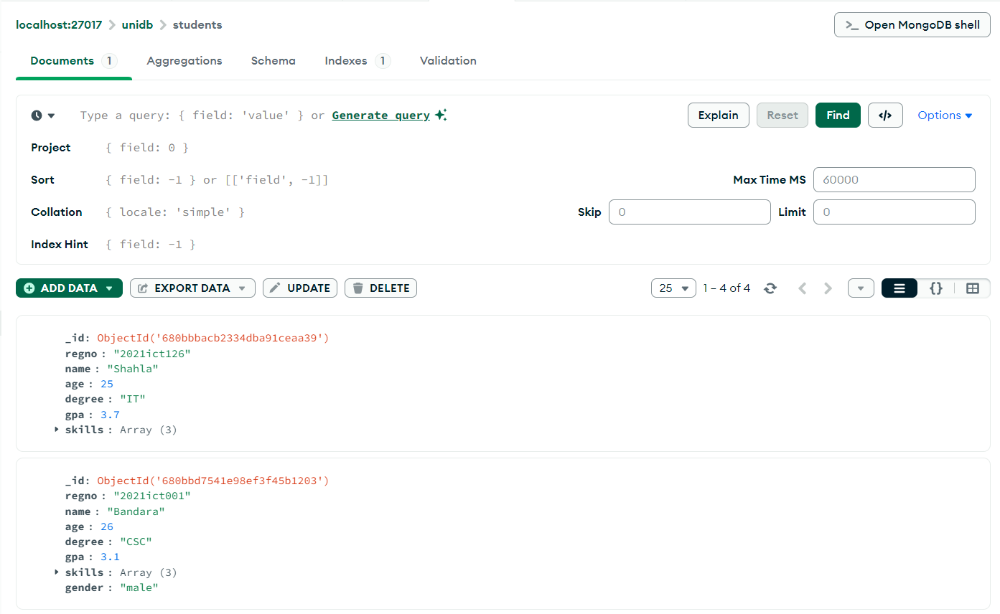 localhost:27017 > unidb > students
>_ Open MongoDB shell
Documents 1 Aggregations Schema Indexes 1 Validation
Type a query: { field: 'value' } or Generate query
Explain Reset Find </> Options
Project { field: 0 }
Sort { field: -1 } or [['field', -1]]
Max Time MS 60000
Collation { locale: 'simple' }
Skip 0 Limit 0
Index Hint { field: -1 }
ADD DATA EXPORT DATA UPDATE DELETE
25 1 – 4 of 4 {}
_id: ObjectId('680bbbacb2334dba91ceaa39')
regno : "2021ict126"
name : "Shahla"
age : 25
degree : "IT"
gpa : 3.7
skills : Array (3)
_id: ObjectId('680bbd7541e98ef3f45b1203')
regno : "2021ict001"
name : "Bandara"
age : 26
degree : "CSC"
gpa : 3.1
skills : Array (3)
gender : "male"